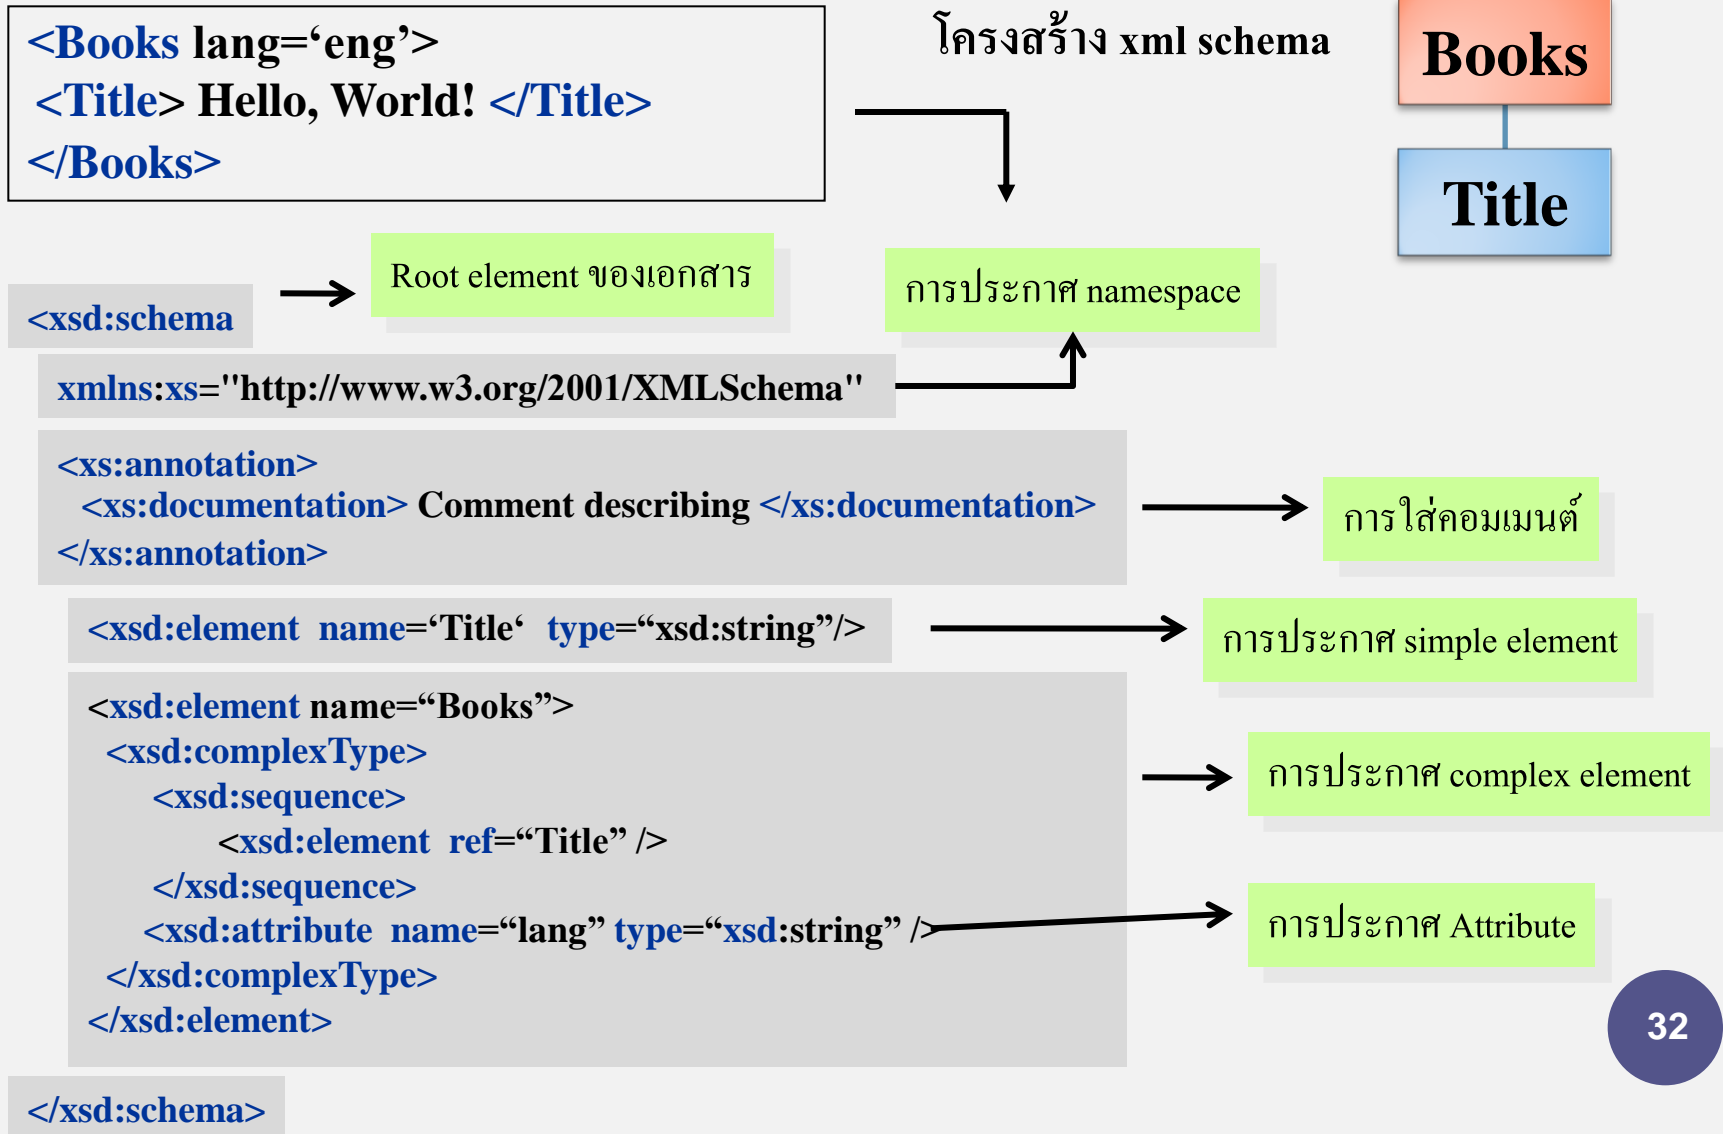 <Books lang=‘eng’>
<Title> Hello, World! </Title>
</Books>
โครงสร้าง xml schema
Books
Title
Root element ของเอกสาร
การประกาศ namespace
<xsd:schema
xmlns:xs="http://www.w3.org/2001/XMLSchema"
<xs:annotation>
<xs:documentation> Comment describing </xs:documentation>
</xs:annotation>
การใส่คอมเมนต์
<xsd:element name=‘Title‘ type=“xsd:string”/>
การประกาศ simple element
<xsd:element name=“Books”>
<xsd:complexType>
<xsd:sequence>
<xsd:element ref=“Title” />
</xsd:sequence>
<xsd:attribute name=“lang” type=“xsd:string” />
</xsd:complexType>
</xsd:element>
การประกาศ complex element
การประกาศ Attribute
32
</xsd:schema>